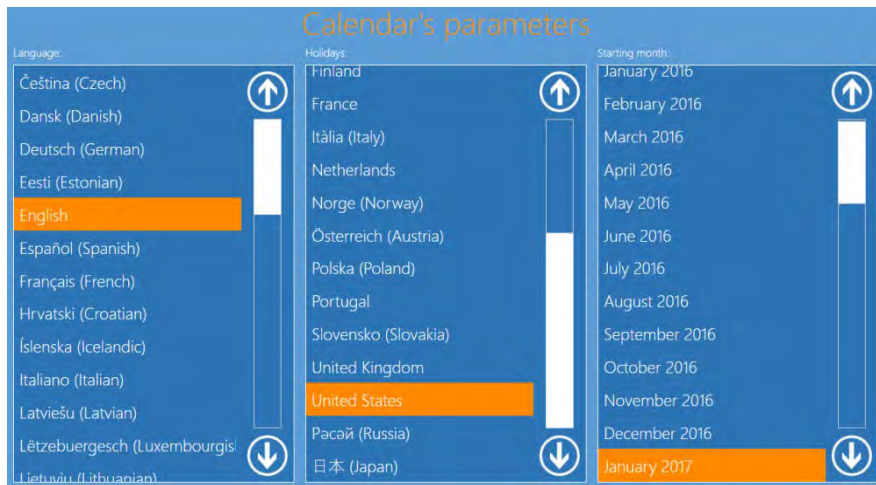 Calendar's parameters
Language:
Čeština (Czech)
Dansk (Danish)
Deutsch (German)
Eesti (Estonian)
English
Español (Spanish)
Français (French)
Hrvatski (Croatian)
Íslenska (Icelandic)
Italiano (Italian)
Latviešu (Latvian)
Lëtzebuergesch (Luxembourgis
Lietuvių (Lithuanian)
Holidays:
Finland
France
Itàlia (Italy)
Netherlands
Norge (Norway)
Österreich (Austria)
Polska (Poland)
Portugal
Slovensko (Slovakia)
United Kingdom
United States
Рәсәй (Russia)
日本 (Japan)
Starting month:
January 2016
February 2016
March 2016
April 2016
May 2016
June 2016
July 2016
August 2016
September 2016
October 2016
November 2016
December 2016
January 2017